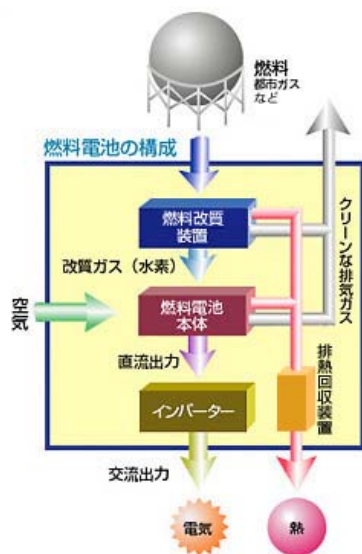 燃料
都市ガス
など
燃料電池の構成
燃料改質
装置
クリーンな排気ガス
改質ガス（水素）
空気
燃料電池
本体
直流出力
排熱回収装置
インバーター
交流出力
電気
熱